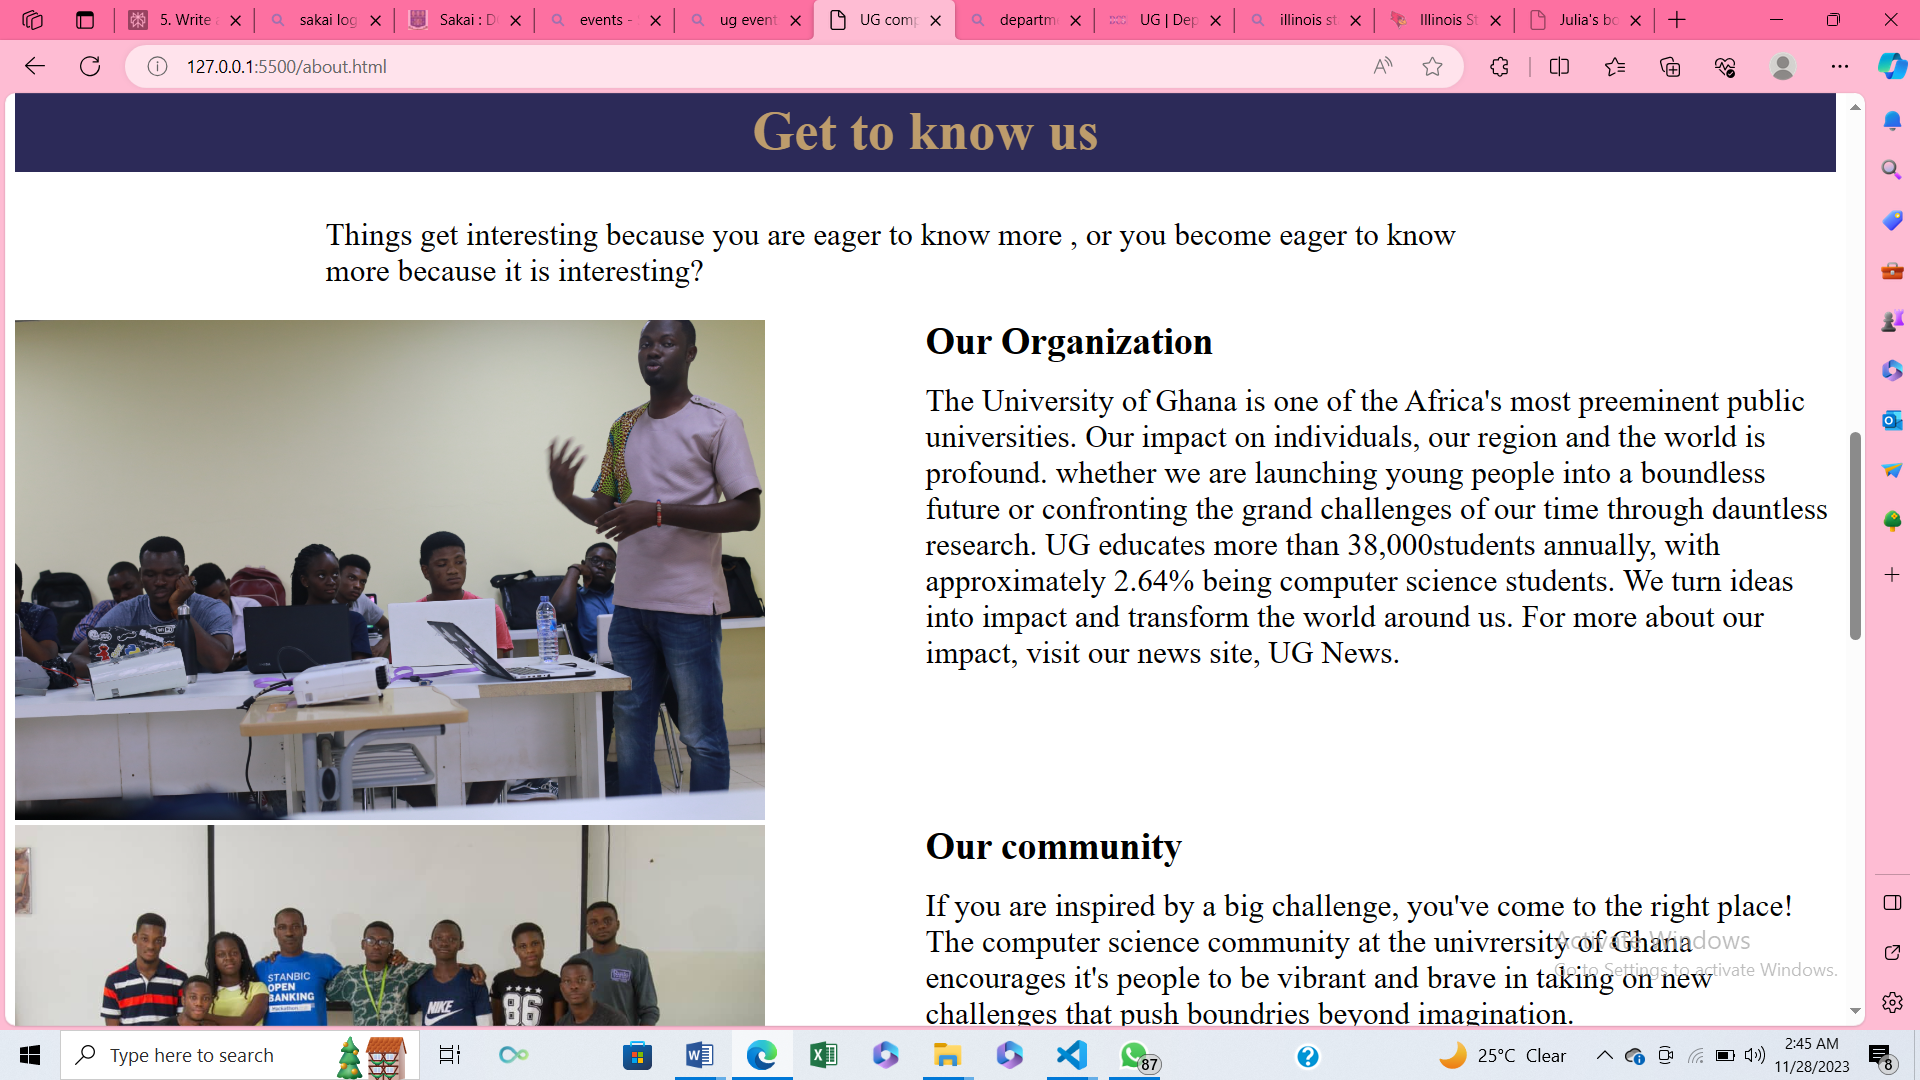 5. Write
sakai log
Sakai : D
events -
ug event
UG comp
departm
UG | Dep
illinois st
Illinois St
Julia's bo
127.0.0.1:5500/about.html
Get to know us
Things get interesting because you are eager to know more , or you become eager to know
more because it is interesting?
Our Organization
The University of Ghana is one of the Africa's most preeminent public
universities. Our impact on individuals, our region and the world is
profound. whether we are launching young people into a boundless
future or confronting the grand challenges of our time through dauntless
research. UG educates more than 38,000students annually, with
approximately 2.64% being computer science students. We turn ideas
into impact and transform the world around us. For more about our
impact, visit our news site, UG News.
Our community
If you are inspired by a big challenge, you've come to the right place!
The computer science community at the univrersity of Ghana
encourages it's people to be vibrant and brave in taking on new
challenges that push boundries beyond imagination.
STANBIC
OPEN
BANKING
Hackathon
NIKE
86
Activate Windows
Go to Settings to activate Windows.
Type here to search
87
25°C Clear
2:45 AM
11/28/2023
8